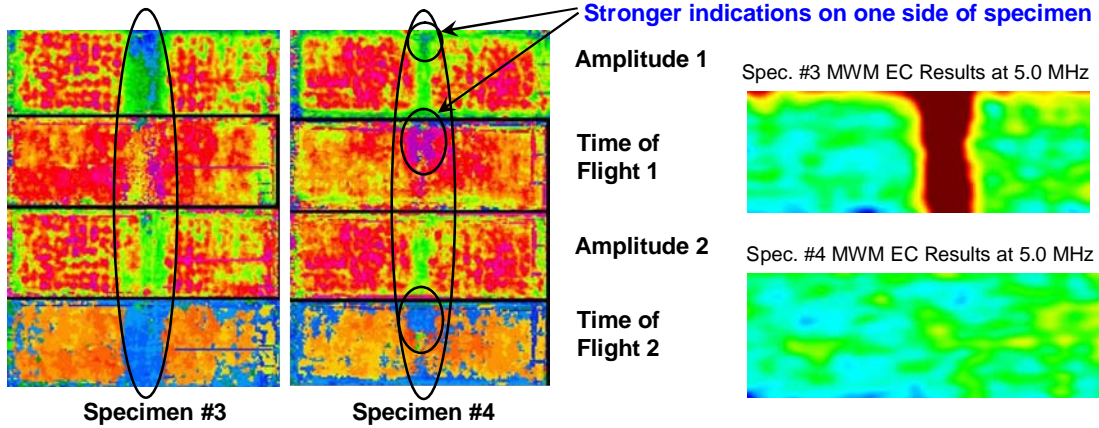 Stronger indications on one side of specimen
Amplitude 1
Time of
Flight 1
Amplitude 2
Time of
Flight 2
Specimen #3
Specimen #4
Spec. #3 MWM EC Results at 5.0 MHz
Spec. #4 MWM EC Results at 5.0 MHz